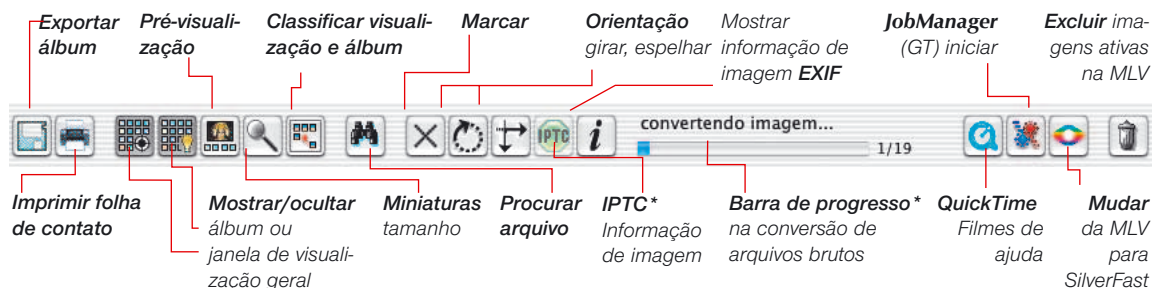 Exportar
álbum
Pré-visuali-
zação
Classificar visuali-
zação e álbum
Marcar
Orientação
girar, espelhar
Mostrar
informação de
imagem EXIF
JobManager
(GT) iniciar
Excluir ima-
gens ativas
na MLV
IPTC
i
convertendo imagem...
1/19
Imprimir folha
de contato
Mostrar/ocultar
álbum ou
janela de visuali-
zação geral
Miniaturas
tamanho
Procurar
arquivo
IPTC*
Informação
de imagem
Barra de progresso*
na conversão de
arquivos brutos
QuickTime
Filmes de
ajuda
Mudar
da MLV
para
SilverFast